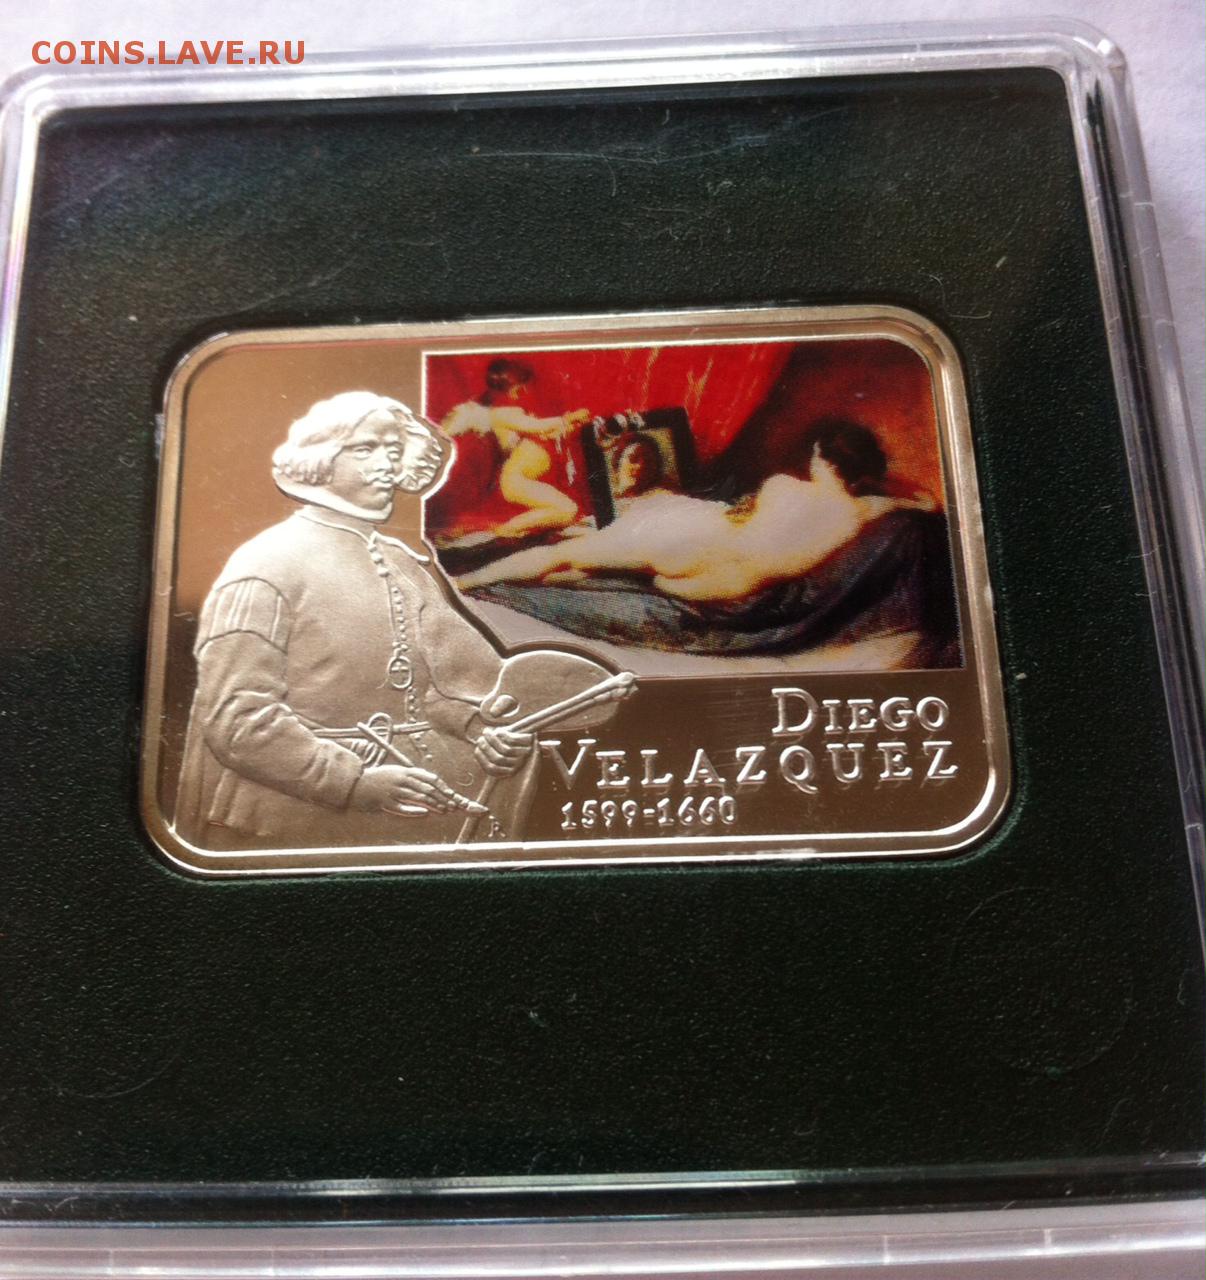 COINS.LAVE.RU
DIEGO
VELAZQUEZ
1599-1660